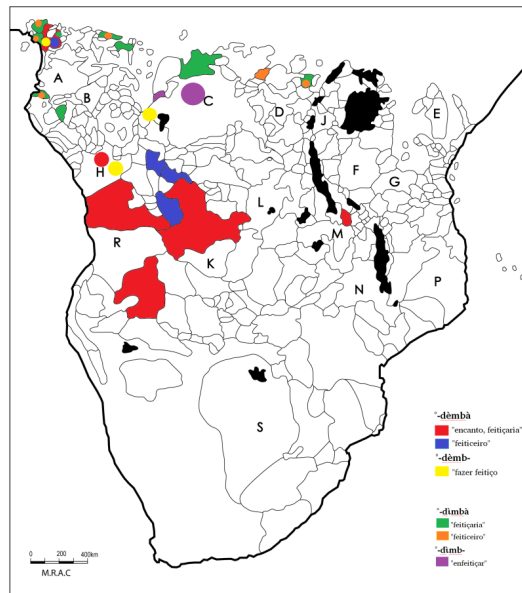 A
B
C
D
J
E
F
G
H
L
M
R
K
N
P
S
°-dèmbà
"encanto, feitiçaria"
"feiticeiro"
°-dèmb-
"fazer feitiço
°-dìmbà
"feitiçaria"
"feiticeiro"
°-dìmb-
"enfeitiçar"
0 200 400km
M.R.A.C